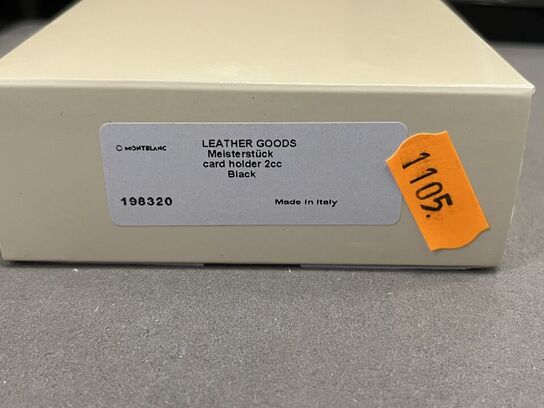 MONTBLANC
LEATHER GOODS
Meisterstück
card holder 2cc
Black
198320
Made in Italy
1105.